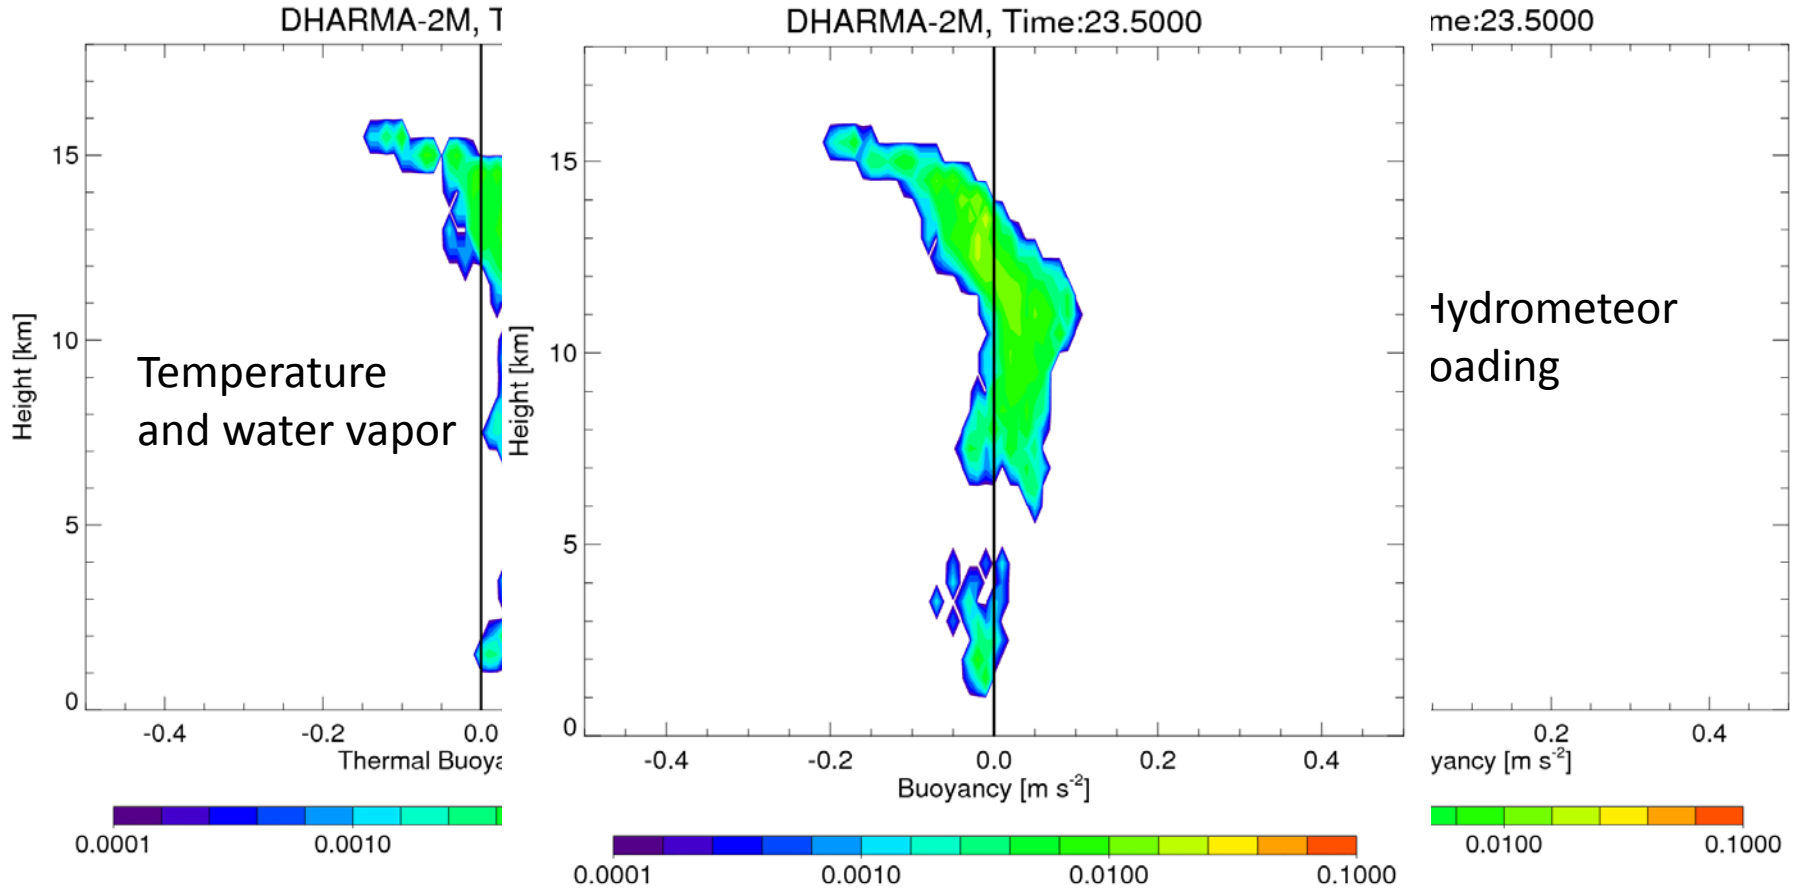 DHARMA-2M, T
15
10
5
0
Height [km]
Temperature
and water vapor
-0.4 -0.2 0.0
Thermal Buoya
0.0001 0.0010
DHARMA-2M, Time:23.5000
15
10
5
0
Height [km]
-0.4 -0.2 0.0 0.2 0.4
Buoyancy [m s-2]
0.0001 0.0010 0.0100 0.1000
me:23.5000
Hydrometeor
oading
0.2 0.4
yancy [m s-2]
0.0100 0.1000